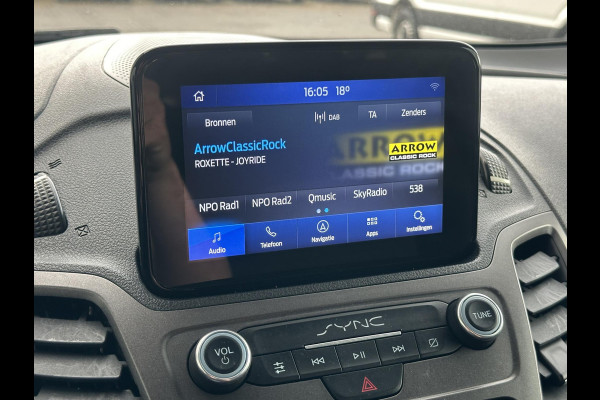 16:05 18°
Bronnen
DAB
TA
Zenders
ArrowClassicRock
ROXETTE - JOYRIDE
ARROW
CLASSIC ROCK
NPO Rad1
NPO Rad2
Qmusic
SkyRadio
538
Audio
Telefoon
Navigatie
Apps
Instellingen
SYNC
VOL
TUNE